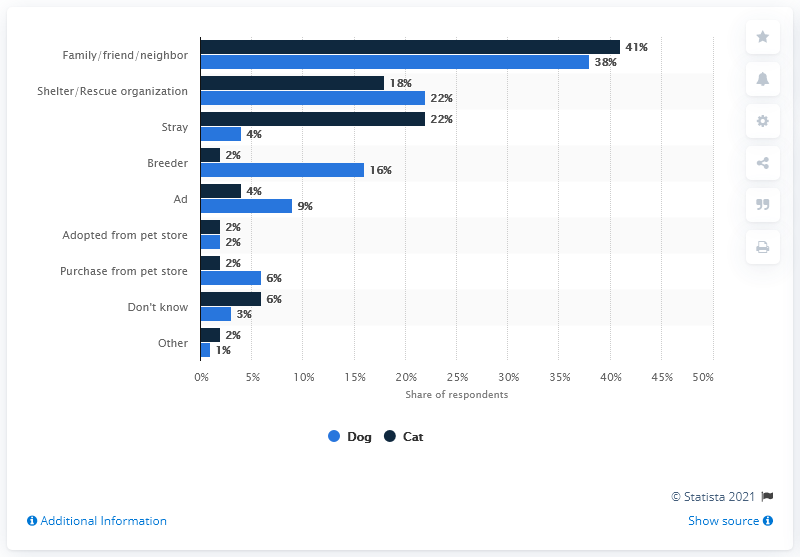 Family/friend/neighbor 41%
38%
Shelter/Rescue organization 18%
22%
Stray 22%
4%
Breeder 2%
16%
Ad 4%
9%
Adopted from pet store 2%
2%
Purchase from pet store 2%
6%
Don't know 6%
3%
Other 2%
1%
0% 5% 10% 15% 20% 25% 30% 35% 40% 45% 50%
Share of respondents
Dog Cat
© Statista 2021
Additional Information Show source